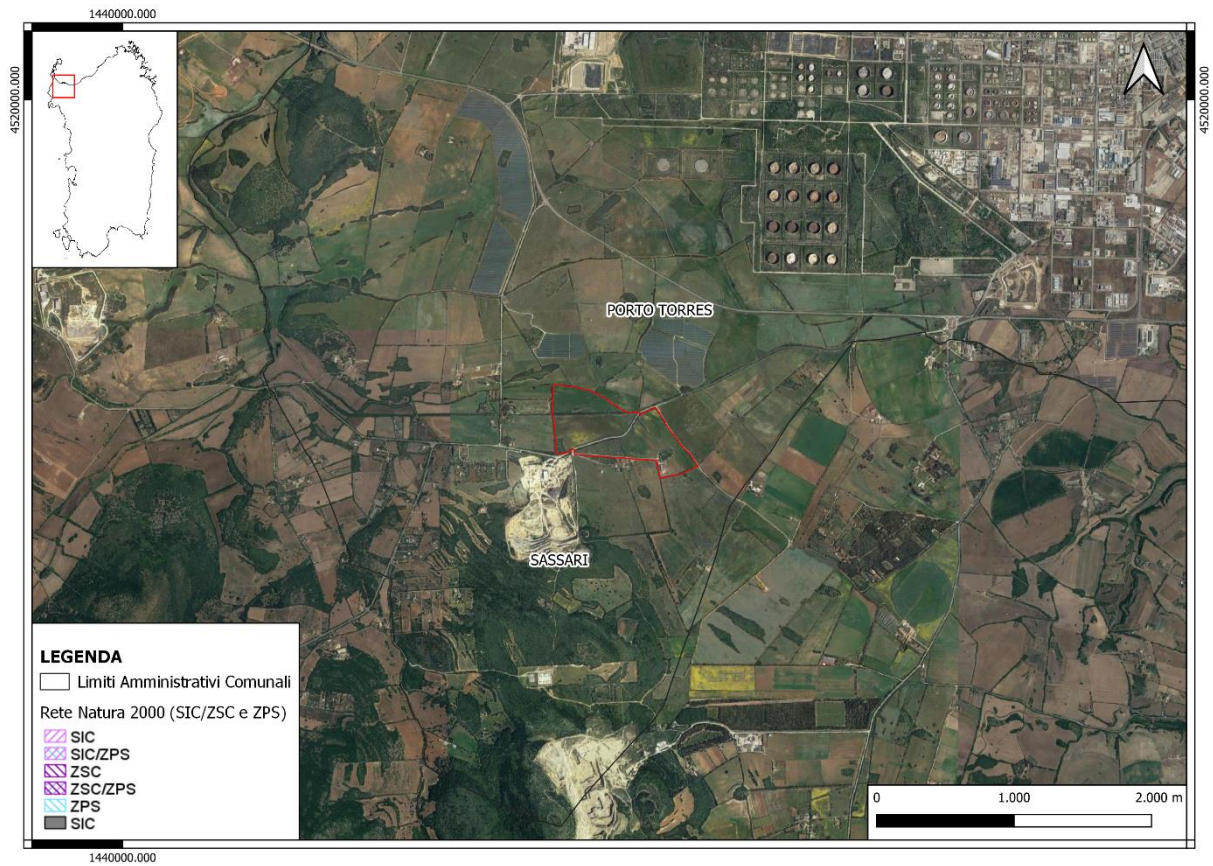 1440000.000
4520000.000
4520000.000
PORTO TORRES
SASSARI
LEGENDA
Limiti Amministrativi Comunali
Rete Natura 2000 (SIC/ZSC e ZPS)
SIC
SIC/ZPS
ZSC
ZSC/ZPS
ZPS
SIC
0 1.000 2.000 m
1440000.000